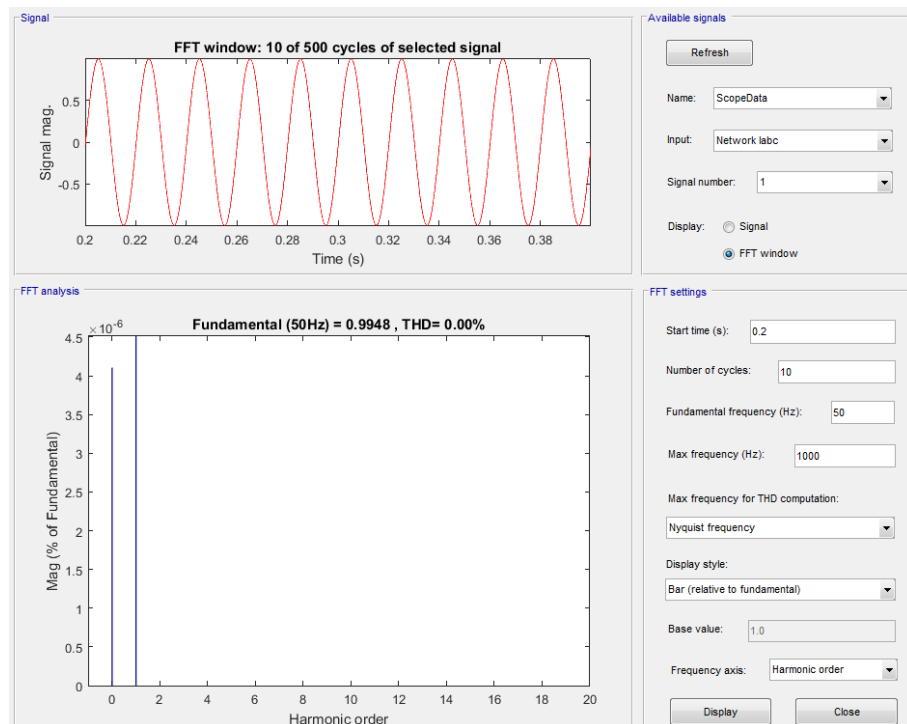 Signal
FFT window: 10 of 500 cycles of selected signal
Signal mag.
0.5
0
-0.5
0.2 0.22 0.24 0.26 0.28 0.3 0.32 0.34 0.36 0.38
Time (s)
Available signals
Refresh
Name: ScopeData
Input: Network Iabc
Signal number: 1
Display: Signal
FFT window
FFT analysis
×10⁻⁶
Fundamental (50Hz) = 0.9948 , THD= 0.00%
Mag (% of Fundamental)
4.5
4
3.5
3
2.5
2
1.5
1
0.5
0
0 2 4 6 8 10 12 14 16 18 20
Harmonic order
FFT settings
Start time (s): 0.2
Number of cycles: 10
Fundamental frequency (Hz): 50
Max frequency (Hz): 1000
Max frequency for THD computation:
Nyquist frequency
Display style:
Bar (relative to fundamental)
Base value: 1.0
Frequency axis: Harmonic order
Display Close